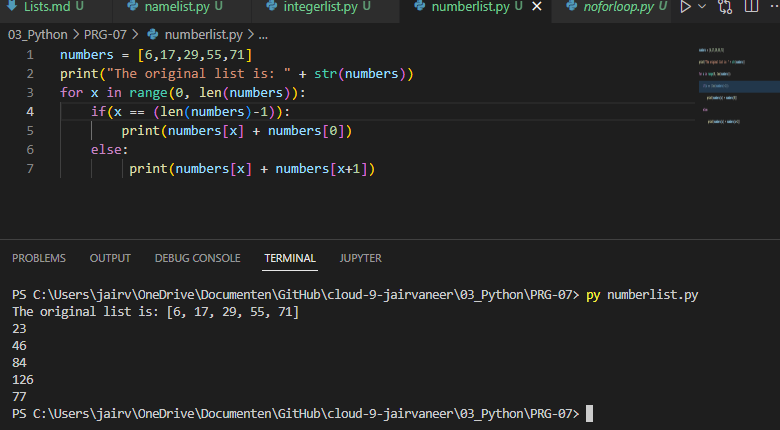 Lists.md U namelist.py U integerlist.py U numberlist.py U noforloop.py U
03_Python > PRG-07 > numberlist.py > ...
1 numbers = [6,17,29,55,71]
2 print("The original list is: " + str(numbers))
3 for x in range(0, len(numbers)):
4     if(x == (len(numbers)-1)):
5         print(numbers[x] + numbers[0])
6     else:
7          print(numbers[x] + numbers[x+1])
PROBLEMS OUTPUT DEBUG CONSOLE TERMINAL JUPYTER
PS C:\Users\jairv\OneDrive\Documenten\GitHub\cloud-9-jairvaneer\03_Python\PRG-07> py numberlist.py
The original list is: [6, 17, 29, 55, 71]
23
46
84
126
77
PS C:\Users\jairv\OneDrive\Documenten\GitHub\cloud-9-jairvaneer\03_Python\PRG-07>